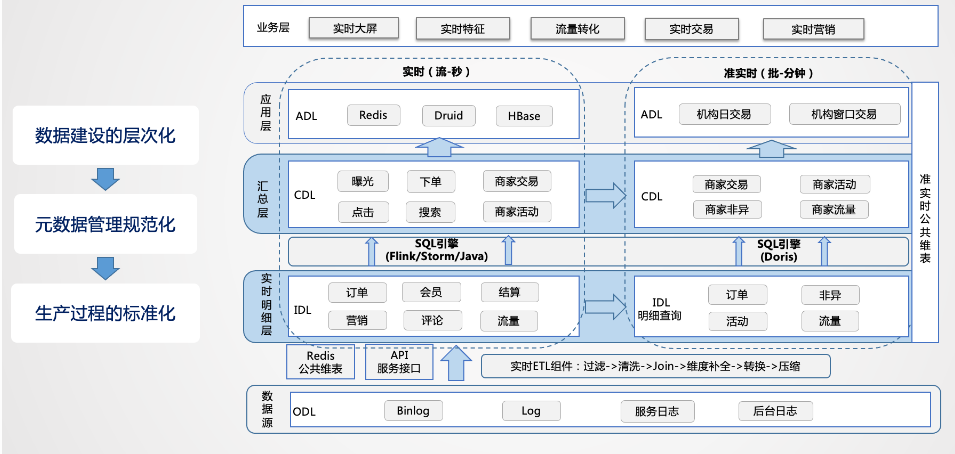 数据建设的层次化
元数据管理规范化
生产过程的标准化
业务层
实时大屏
实时特征
流量转化
实时交易
实时营销
实时（流-秒）
准实时（批-分钟）
应用层
ADL
Redis
Druid
HBase
ADL
机构日交易
机构窗口交易
汇总层
CDL
曝光
下单
商家交易
点击
搜索
商家活动
CDL
商家交易
商家活动
商家非异
商家流量
准实时公共维表
SQL引擎
(Flink/Storm/Java)
SQL引擎
(Doris)
实时明细层
IDL
订单
会员
结算
营销
评论
流量
IDL
明细查询
订单
非异
活动
流量
Redis
公共维表
API
服务接口
实时ETL组件：过滤->清洗->Join->维度补全->转换->压缩
数据源
ODL
Binlog
Log
服务日志
后台日志